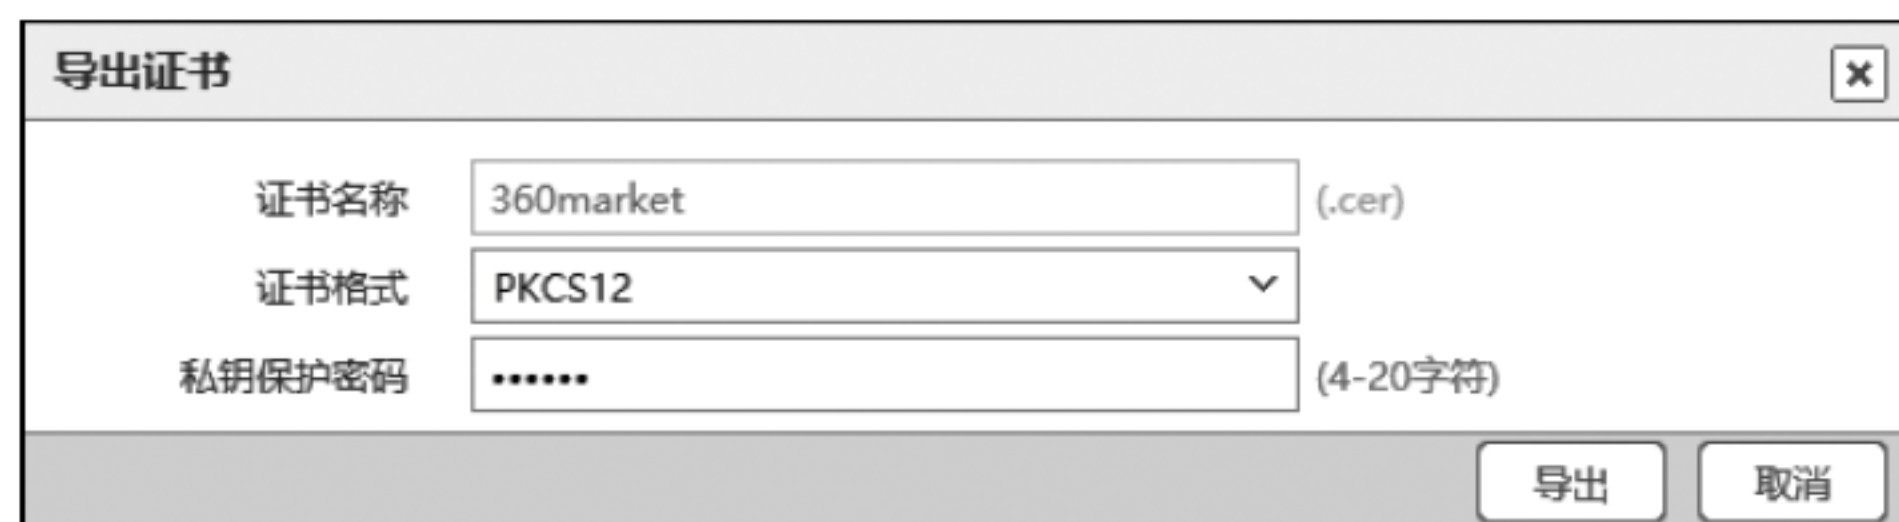 导出证书
证书名称 360market (.cer)
证书格式 PKCS12
私钥保护密码 •••••• (4-20字符)
导出 取消